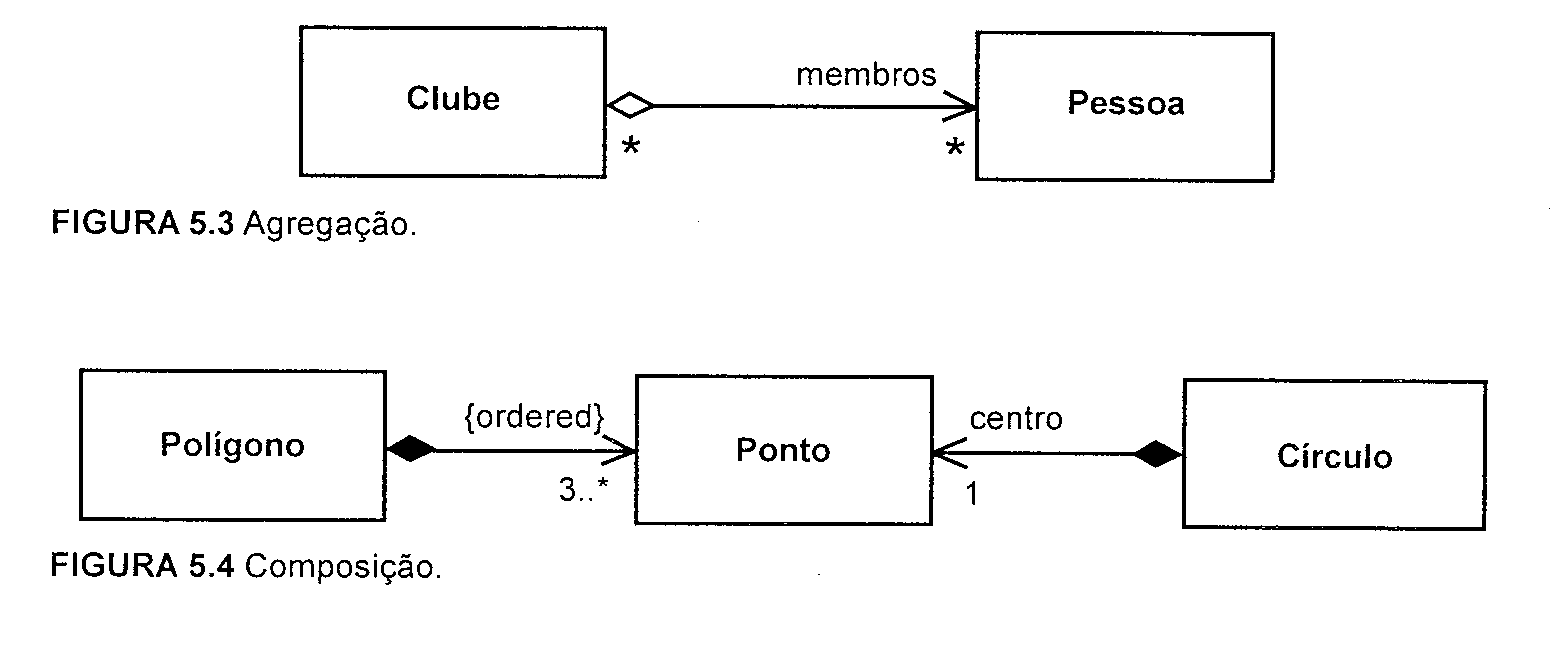 Clube
membros
Pessoa
*
*
FIGURA 5.3 Agregação.
Polígono
{ordered}
3..*
Ponto
centro
1
Círculo
FIGURA 5.4 Composição.